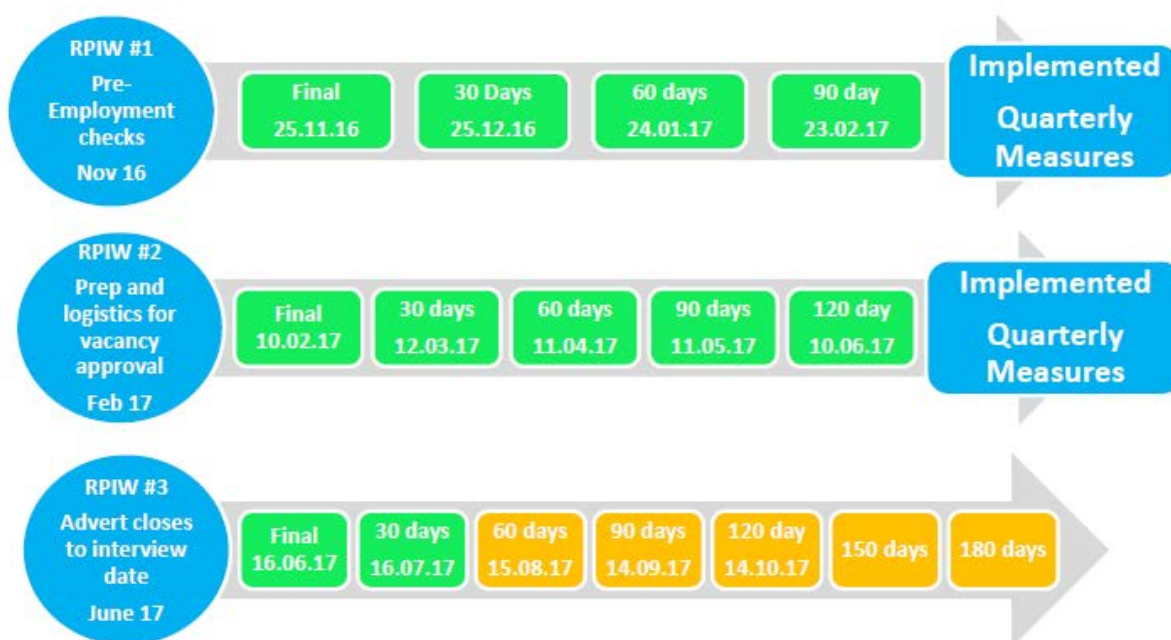 RPIW #1
Pre-
Employment
checks
Nov 16
Final
25.11.16
30 Days
25.12.16
60 days
24.01.17
90 day
23.02.17
Implemented
Quarterly
Measures
RPIW #2
Prep and
logistics for
vacancy
approval
Feb 17
Final
10.02.17
30 days
12.03.17
60 days
11.04.17
90 days
11.05.17
120 day
10.06.17
Implemented
Quarterly
Measures
RPIW #3
Advert closes
to interview
date
June 17
Final
16.06.17
30 days
16.07.17
60 days
15.08.17
90 days
14.09.17
120 day
14.10.17
150 days
180 days